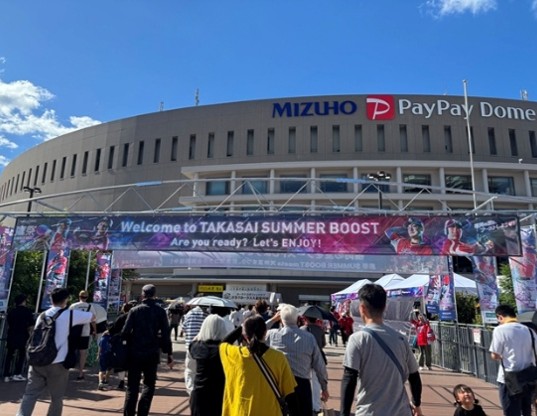 MIZUHO PayPay Dome
Welcome to TAKASAI SUMMER BOOST
Are you ready? Let's ENJOY!